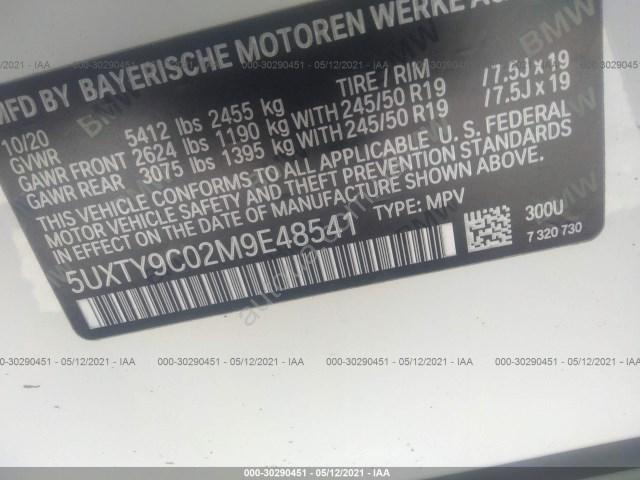 MFD BY BAYERISCHE MOTOREN WERKE AG
10/20
GVWR 5412 lbs 2455 kg TIRE / RIM
GAWR FRONT 2624 lbs 1190 kg WITH 245/50 R19 /7.5J x 19
GAWR REAR 3075 lbs 1395 kg WITH 245/50 R19 /7.5J x 19
THIS VEHICLE CONFORMS TO ALL APPLICABLE U. S. FEDERAL
MOTOR VEHICLE SAFETY AND THEFT PREVENTION STANDARDS
IN EFFECT ON THE DATE OF MANUFACTURE SHOWN ABOVE.
5UXTY9C02M9E48541 TYPE: MPV 300U
7 320 730
BMW
000-30290451 - 05/12/2021 - IAA
000-30290451 - 05/12/2021 - IAA
000-30290451 - 05/12/2021 - IAA
000-30290451 - 05/12/2021 - IAA
000-30290451 - 05/12/2021 - IAA